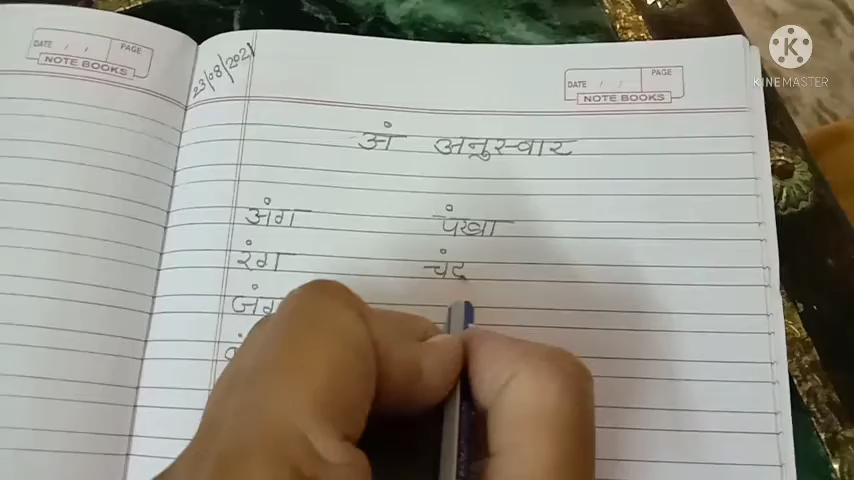 DATE / / PAGE
NOTE BOOKS
23/08/2021
DATE / / PAGE
NOTE BOOKS
KINEMASTER
अं अनुस्वार
अंग पंखा
रंग चंद